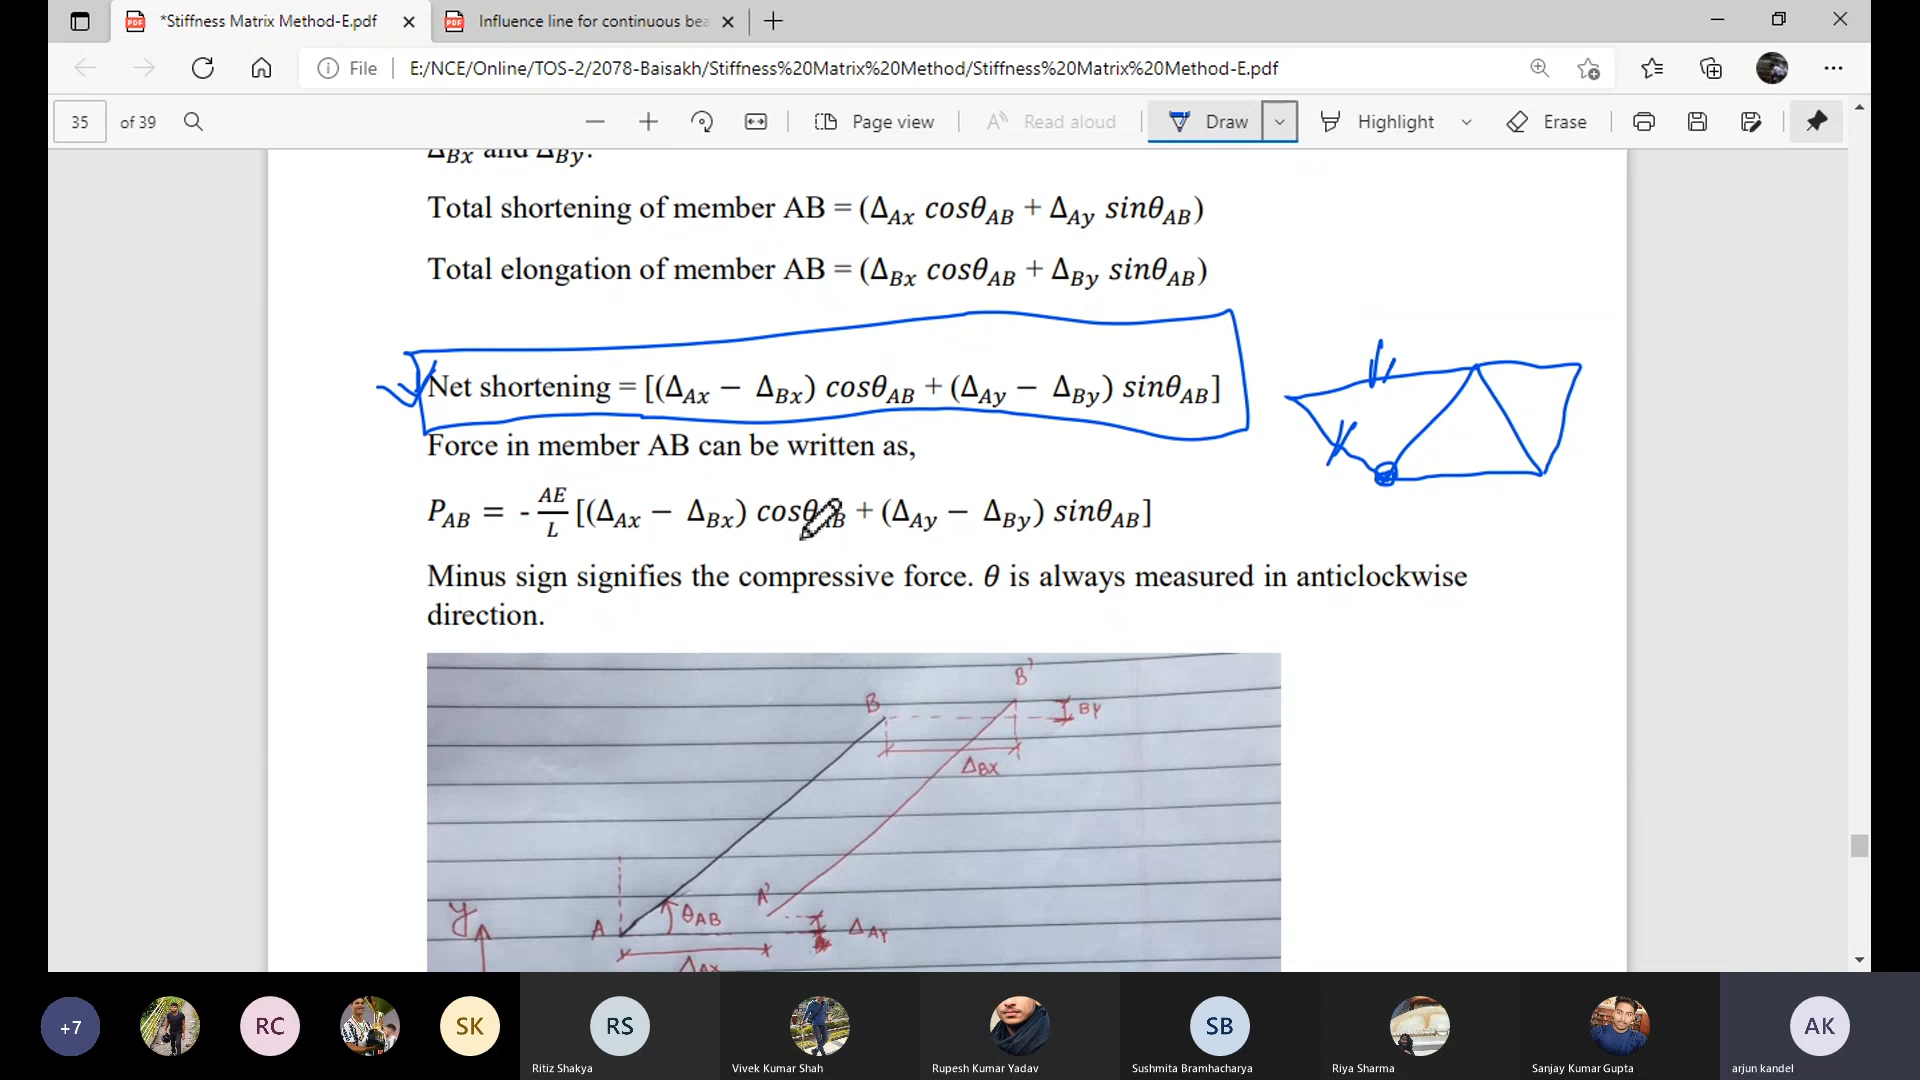 *Stiffness Matrix Method-E.pdf
Influence line for continuous bea
File
E:/NCE/Online/TOS-2/2078-Baisakh/Stiffness%20Matrix%20Method/Stiffness%20Matrix%20Method-E.pdf
35 of 39
Page view
Read aloud
Draw
Highlight
Erase
Δ_Bx and Δ_By.
Total shortening of member AB = (Δ_Ax cosθ_AB + Δ_Ay sinθ_AB)
Total elongation of member AB = (Δ_Bx cosθ_AB + Δ_By sinθ_AB)
Net shortening = [(Δ_Ax − Δ_Bx) cosθ_AB + (Δ_Ay − Δ_By) sinθ_AB]
Force in member AB can be written as,
P_AB = - AE/L [(Δ_Ax − Δ_Bx) cosθ_AB + (Δ_Ay − Δ_By) sinθ_AB]
Minus sign signifies the compressive force. θ is always measured in anticlockwise
direction.
B'
B
BY
Δ_BX
A'
y
A
θ_AB
Δ_AY
Δ_AX
+7
RC
SK
RS
SB
AK
Ritiz Shakya
Vivek Kumar Shah
Rupesh Kumar Yadav
Sushmita Bramhacharya
Riya Sharma
Sanjay Kumar Gupta
arjun kandel